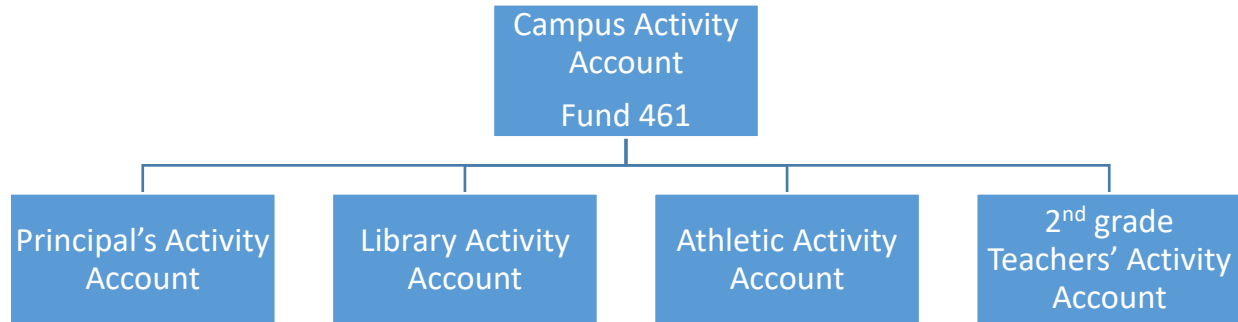 Campus Activity
Account
Fund 461
Principal's Activity
Account
Library Activity
Account
Athletic Activity
Account
2nd grade
Teachers' Activity
Account